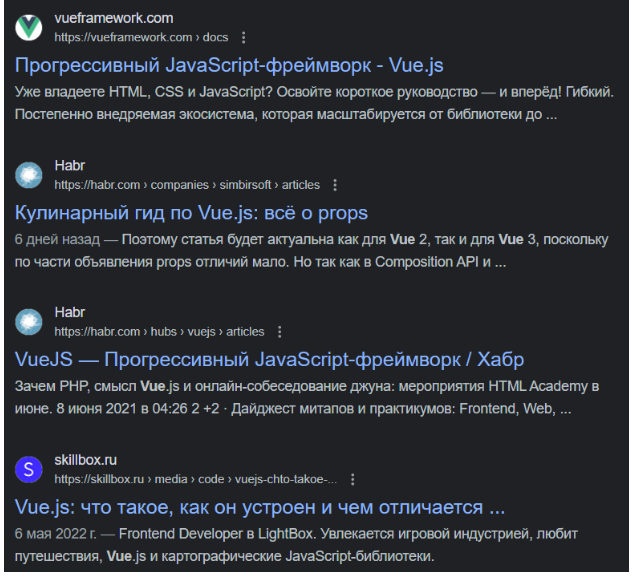 vueframework.com
https://vueframework.com › docs
Прогрессивный JavaScript-фреймворк - Vue.js
Уже владеете HTML, CSS и JavaScript? Освойте короткое руководство — и вперёд! Гибкий.
Постепенно внедряемая экосистема, которая масштабируется от библиотеки до ...
Habr
https://habr.com › companies › simbirsoft › articles
Кулинарный гид по Vue.js: всё о props
6 дней назад — Поэтому статья будет актуальна как для Vue 2, так и для Vue 3, поскольку
по части объявления props отличий мало. Но так как в Composition API и ...
Habr
https://habr.com › hubs › vuejs › articles
VueJS — Прогрессивный JavaScript-фреймворк / Хабр
Зачем PHP, смысл Vue.js и онлайн-собеседование джуна: мероприятия HTML Academy в
июне. 8 июня 2021 в 04:26 2 +2 · Дайджест митапов и практикумов: Frontend, Web, ...
S
skillbox.ru
https://skillbox.ru › media › code › vuejs-chto-takoe-...
Vue.js: что такое, как он устроен и чем отличается ...
6 мая 2022 г. — Frontend Developer в LightBox. Увлекается игровой индустрией, любит
путешествия, Vue.js и картографические JavaScript-библиотеки.